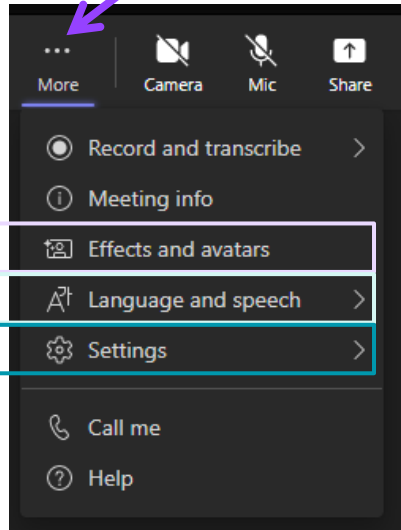 More Camera Mic Share
Record and transcribe
Meeting info
Effects and avatars
Language and speech
Settings
Call me
Help